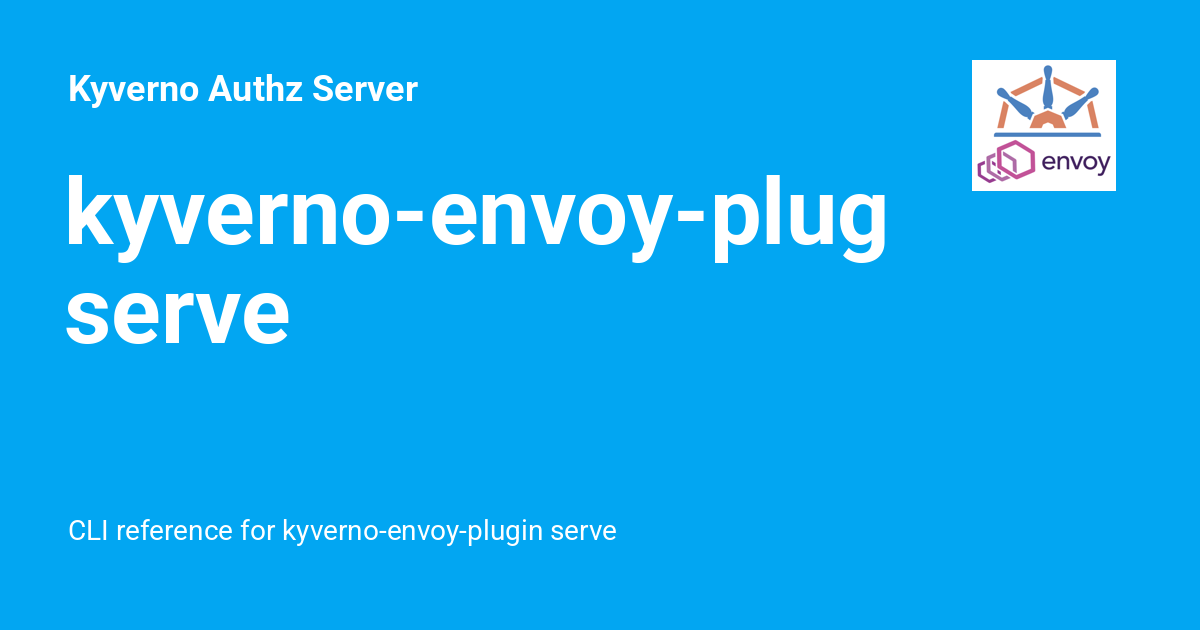 Kyverno Authz Server
envoy
kyverno-envoy-plug
serve
CLI reference for kyverno-envoy-plugin serve